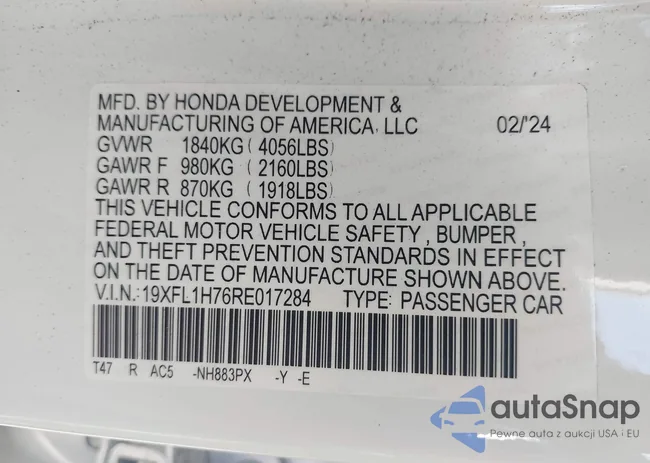 MFD. BY HONDA DEVELOPMENT &
MANUFACTURING OF AMERICA, LLC 02/'24
GVWR 1840KG ( 4056LBS)
GAWR F 980KG ( 2160LBS)
GAWR R 870KG ( 1918LBS)
THIS VEHICLE CONFORMS TO ALL APPLICABLE
FEDERAL MOTOR VEHICLE SAFETY , BUMPER ,
AND THEFT PREVENTION STANDARDS IN EFFECT
ON THE DATE OF MANUFACTURE SHOWN ABOVE.
V.I.N.:19XFL1H76RE017284 TYPE: PASSENGER CAR
T47 R AC5 -NH883PX -Y -E
autaSnap
Pewne auta z aukcji USA i EU